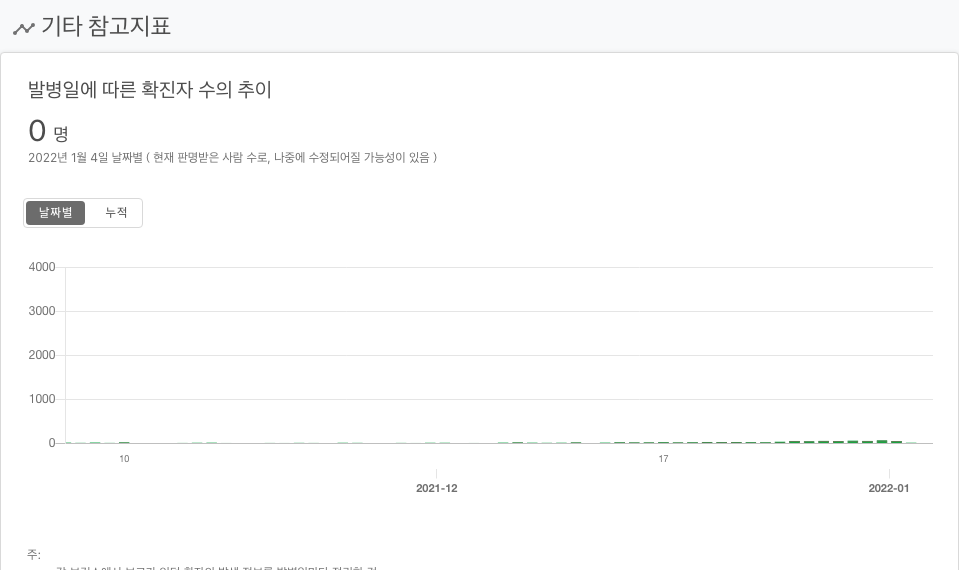 기타 참고지표
발병일에 따른 확진자 수의 추이
0 명
2022년 1월 4일 날짜별 ( 현재 판명받은 사람 수로, 나중에 수정되어질 가능성이 있음 )
날짜별 누적
4000
3000
2000
1000
0
10 17
2021-12 2022-01
주: